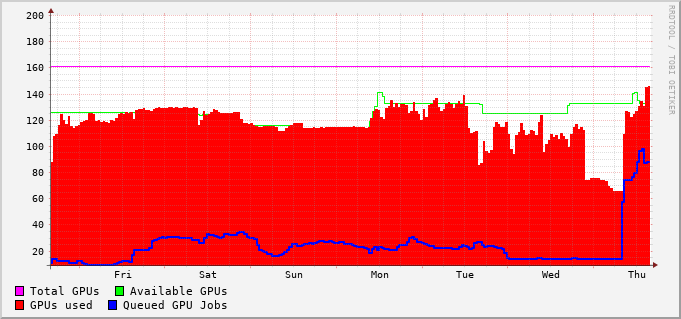 200
180
160
140
120
100
80
60
40
20
Fri Sat Sun Mon Tue Wed Thu
Total GPUs Available GPUs
GPUs used Queued GPU Jobs
RRDTOOL / TOBI OETIKER